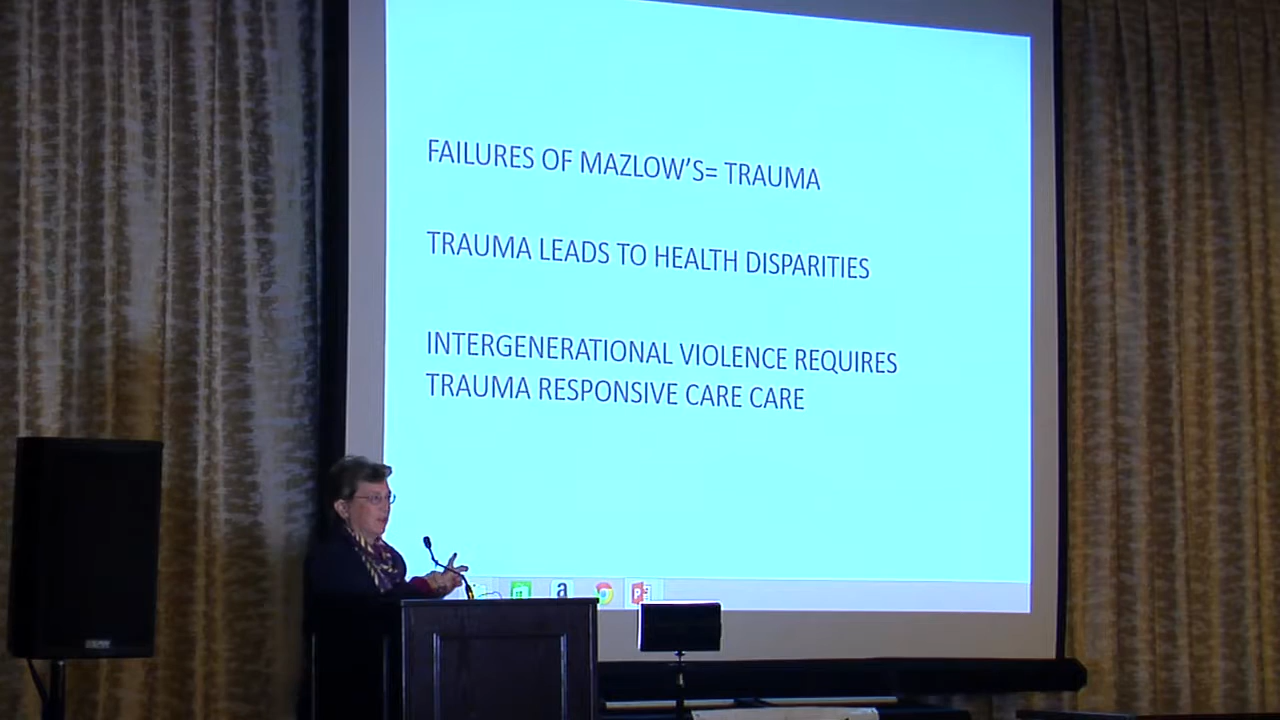 FAILURES OF MAZLOW'S= TRAUMA
TRAUMA LEADS TO HEALTH DISPARITIES
INTERGENERATIONAL VIOLENCE REQUIRES
TRAUMA RESPONSIVE CARE CARE